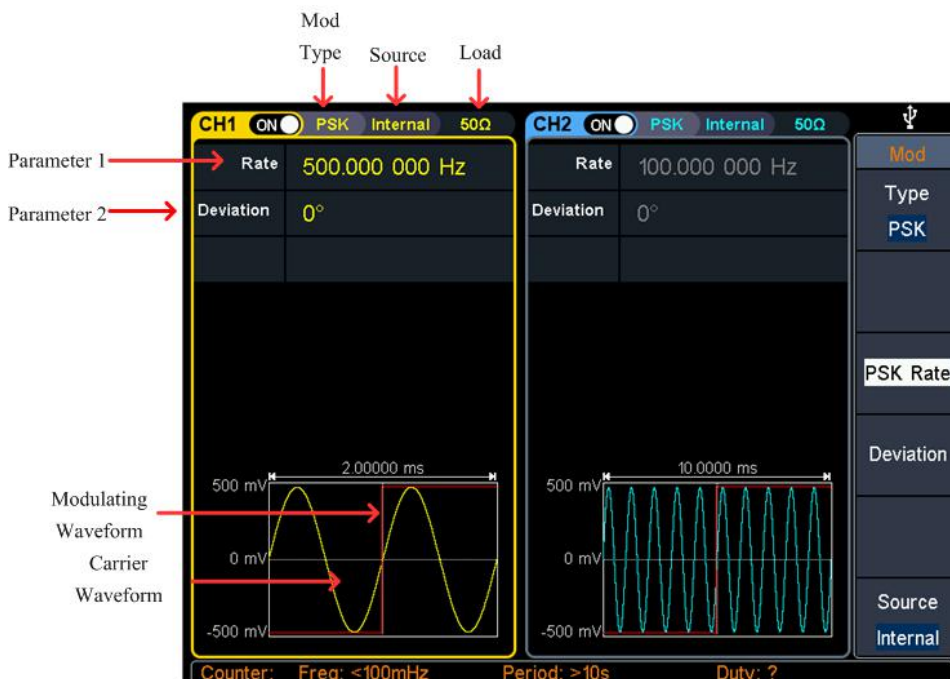 Mod
Type Source Load
CH1 ON PSK Internal 50Ω CH2 ON PSK Internal 50Ω
Parameter 1 Rate 500.000 000 Hz Rate 100.000 000 Hz Mod
Parameter 2 Deviation 0° Deviation 0° Type
PSK
PSK Rate
Deviation
2.00000 ms 10.0000 ms
500 mV 500 mV
Modulating
Waveform
0 mV 0 mV
Carrier
Waveform
Source
-500 mV -500 mV Internal
Counter: Freq: <100mHz Period: >10s Duty: ?